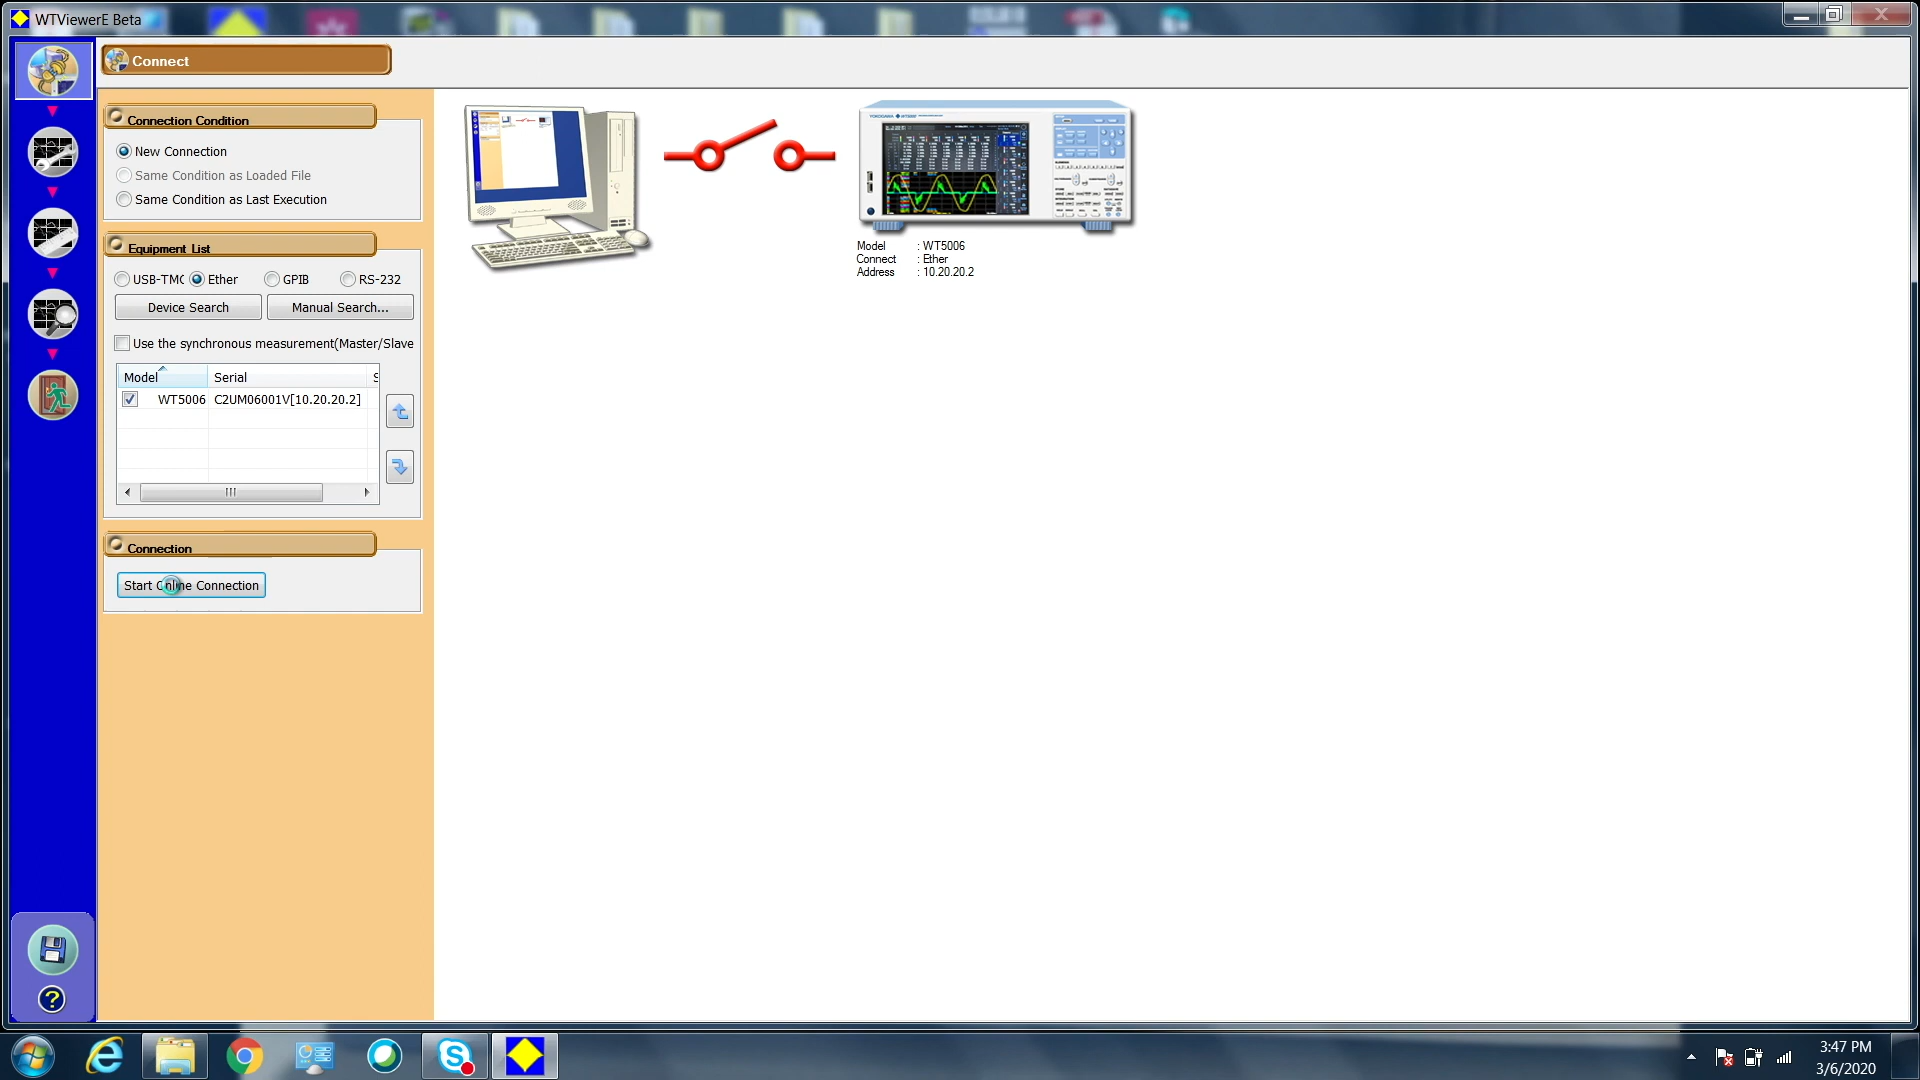 WTViewerE Beta
Connect
Connection Condition
New Connection
Same Condition as Loaded File
Same Condition as Last Execution
Equipment List
USB-TMC Ether GPIB RS-232
Device Search Manual Search...
Use the synchronous measurement(Master/Slave
Model Serial S
WT5006 C2UM06001V[10.20.20.2]
Connection
Start Online Connection
YOKOGAWA
Model : WT5006
Connect : Ether
Address : 10.20.20.2
?
3:47 PM
3/6/2020